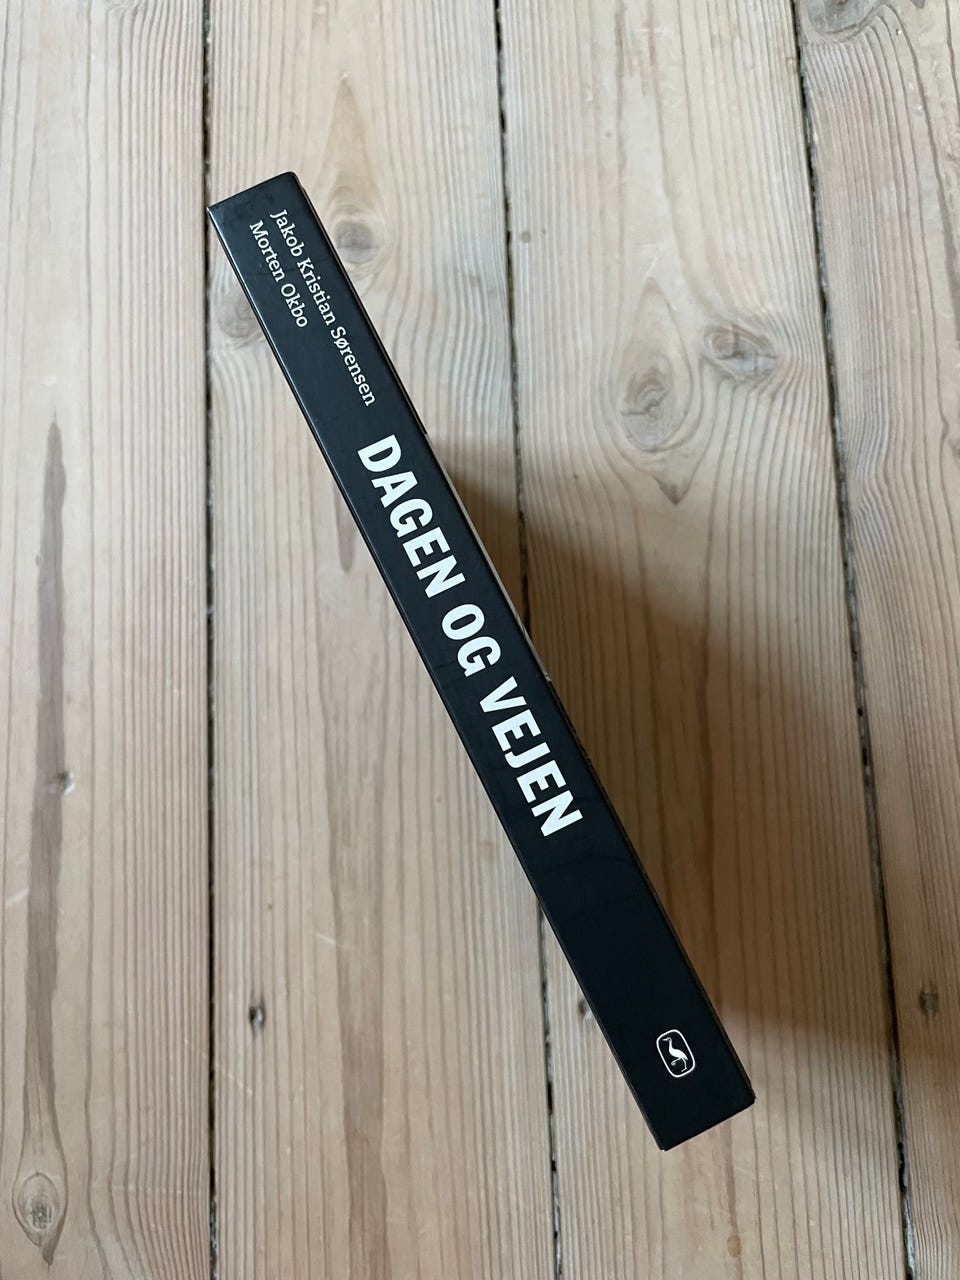 Jakob Kristian Sørensen
Morten Okbo
DAGEN OG VEJEN